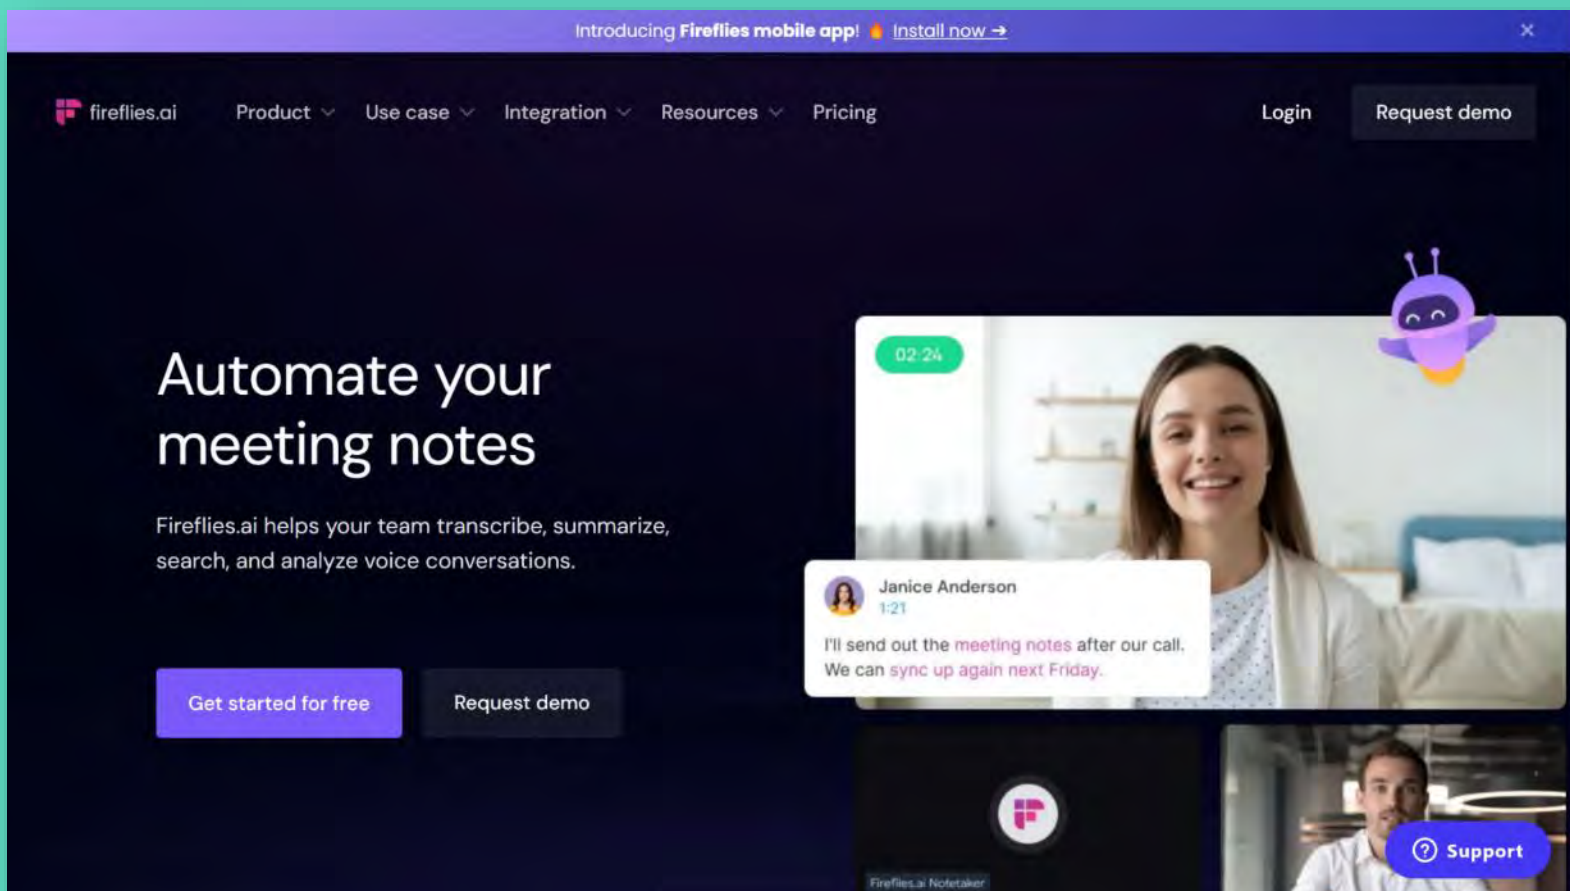 Introducing Fireflies mobile app! 🔥 Install now ➔
fireflies.ai
Product
Use case
Integration
Resources
Pricing
Login
Request demo
Automate your
meeting notes
Fireflies.ai helps your team transcribe, summarize,
search, and analyze voice conversations.
Get started for free
Request demo
02:24
Janice Anderson
1:21
I'll send out the meeting notes after our call.
We can sync up again next Friday.
Fireflies.ai Notetaker
Support